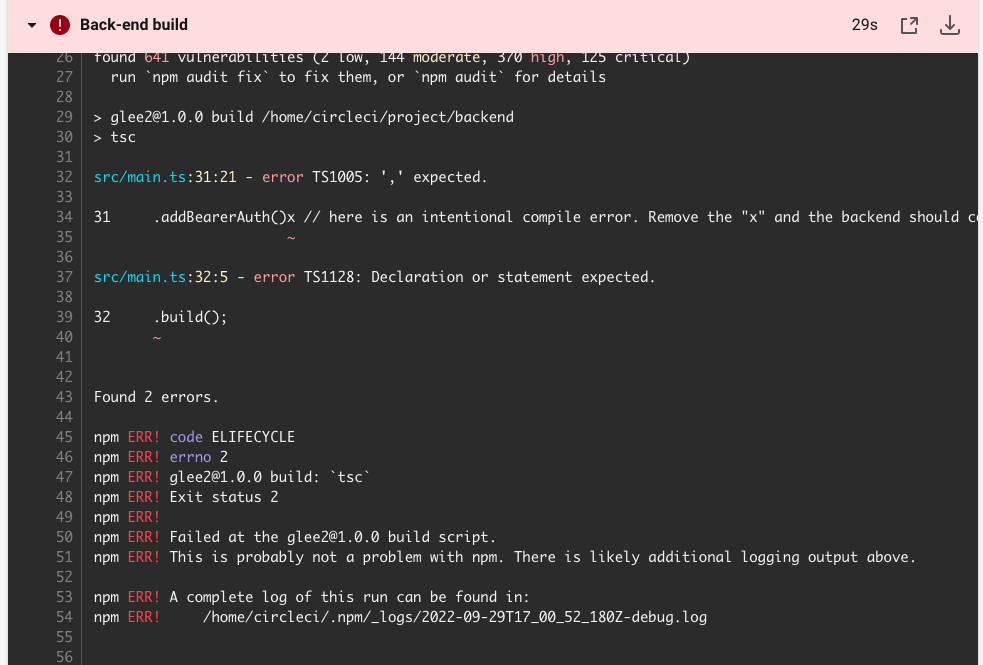 Back-end build 29s
26 found 641 vulnerabilities (2 low, 144 moderate, 370 high, 125 critical)
27 run `npm audit fix` to fix them, or `npm audit` for details
28
29 > glee2@1.0.0 build /home/circleci/project/backend
30 > tsc
31
32 src/main.ts:31:21 - error TS1005: ',' expected.
33
34 31     .addBearerAuth()x // here is an intentional compile error. Remove the "x" and the backend should
35 ~
36
37 src/main.ts:32:5 - error TS1128: Declaration or statement expected.
38
39 32     .build();
40 ~
41
42
43 Found 2 errors.
44
45 npm ERR! code ELIFECYCLE
46 npm ERR! errno 2
47 npm ERR! glee2@1.0.0 build: `tsc`
48 npm ERR! Exit status 2
49 npm ERR!
50 npm ERR! Failed at the glee2@1.0.0 build script.
51 npm ERR! This is probably not a problem with npm. There is likely additional logging output above.
52
53 npm ERR! A complete log of this run can be found in:
54 npm ERR!     /home/circleci/.npm/_logs/2022-09-29T17_00_52_180Z-debug.log
55
56